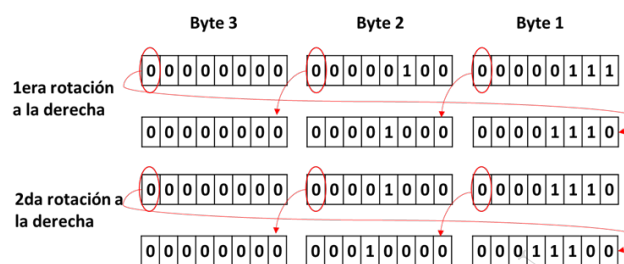 Byte 3 Byte 2 Byte 1
0 0 0 0 0 0 0 0 0 0 0 0 0 1 0 0 0 0 0 0 0 1 1 1
1era rotación
a la derecha
0 0 0 0 0 0 0 0 0 0 0 0 1 0 0 0 0 0 0 0 1 1 1 0
0 0 0 0 0 0 0 0 0 0 0 0 1 0 0 0 0 0 0 0 1 1 1 0
2da rotación a
la derecha
0 0 0 0 0 0 0 0 0 0 0 1 0 0 0 0 0 0 0 1 1 1 0 0